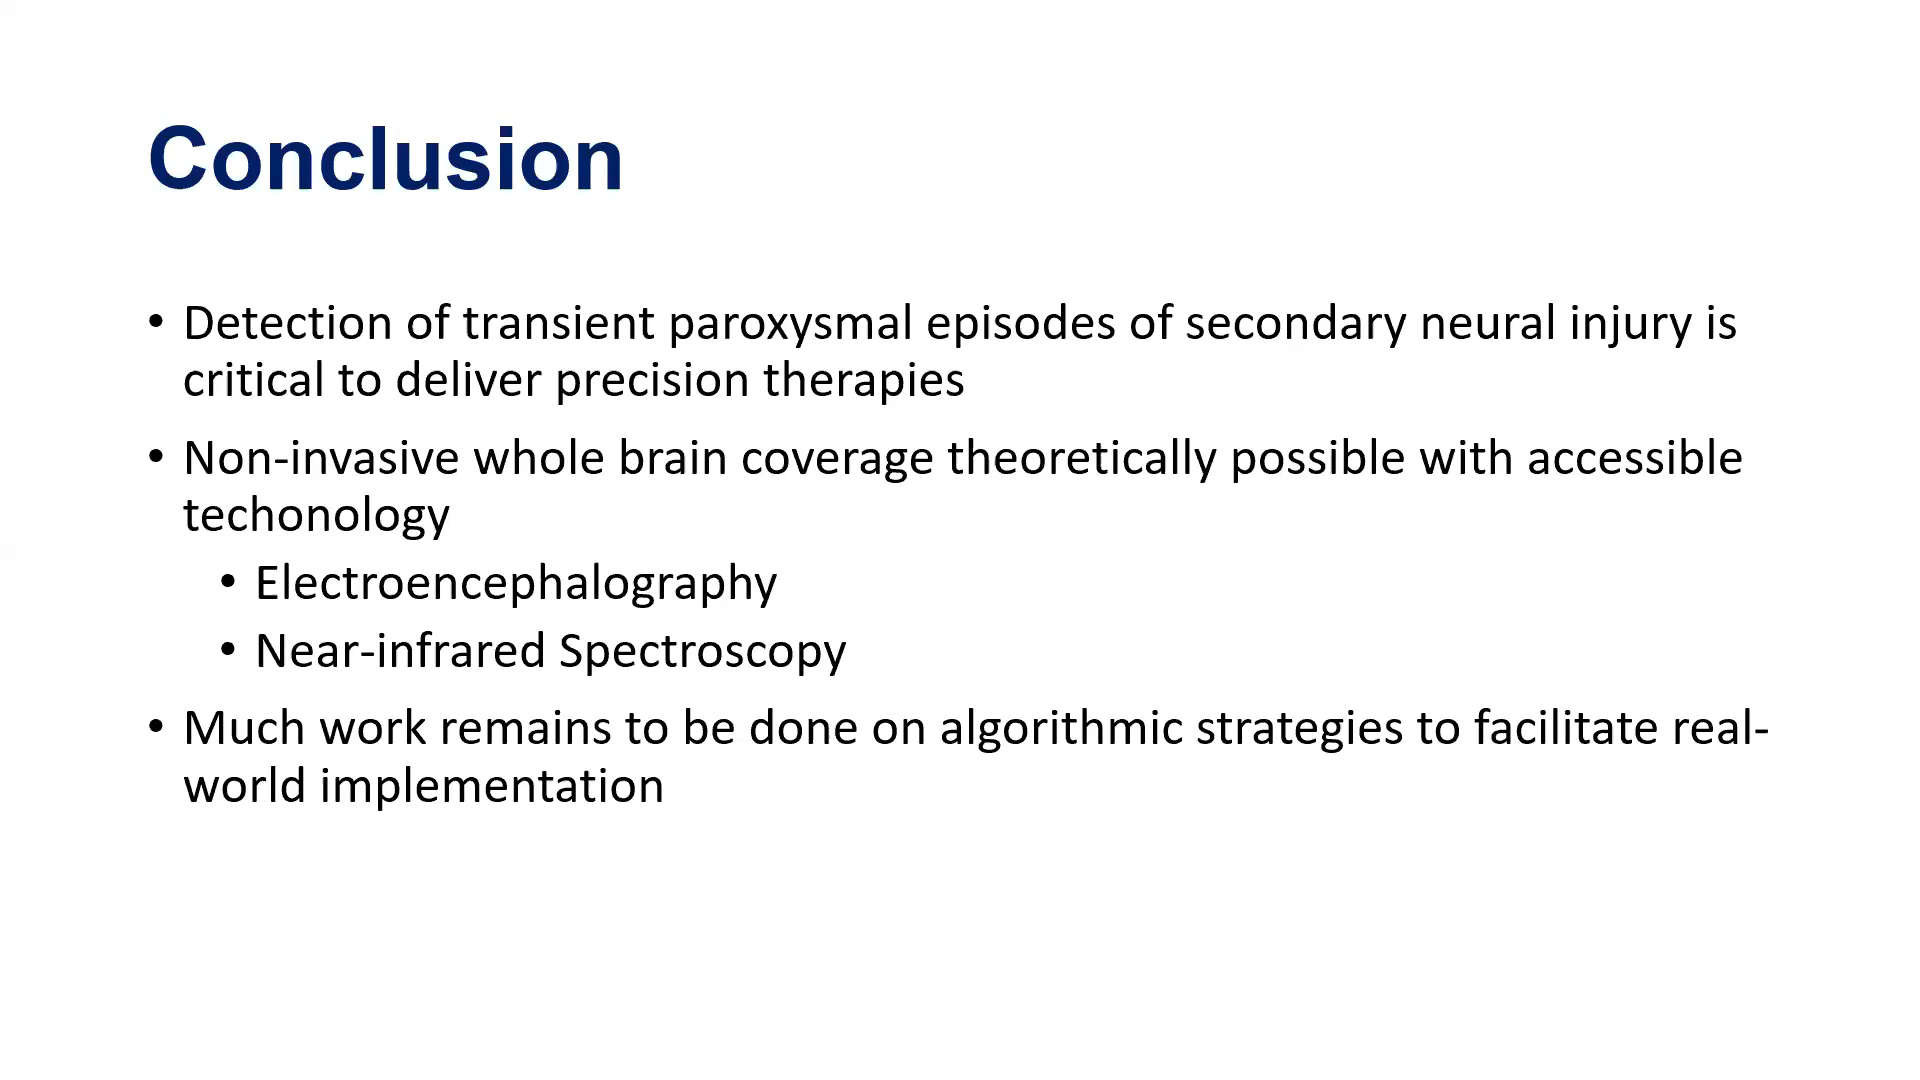 Conclusion
• Detection of transient paroxysmal episodes of secondary neural injury is
critical to deliver precision therapies
• Non-invasive whole brain coverage theoretically possible with accessible
techonology
• Electroencephalography
• Near-infrared Spectroscopy
• Much work remains to be done on algorithmic strategies to facilitate real-
world implementation